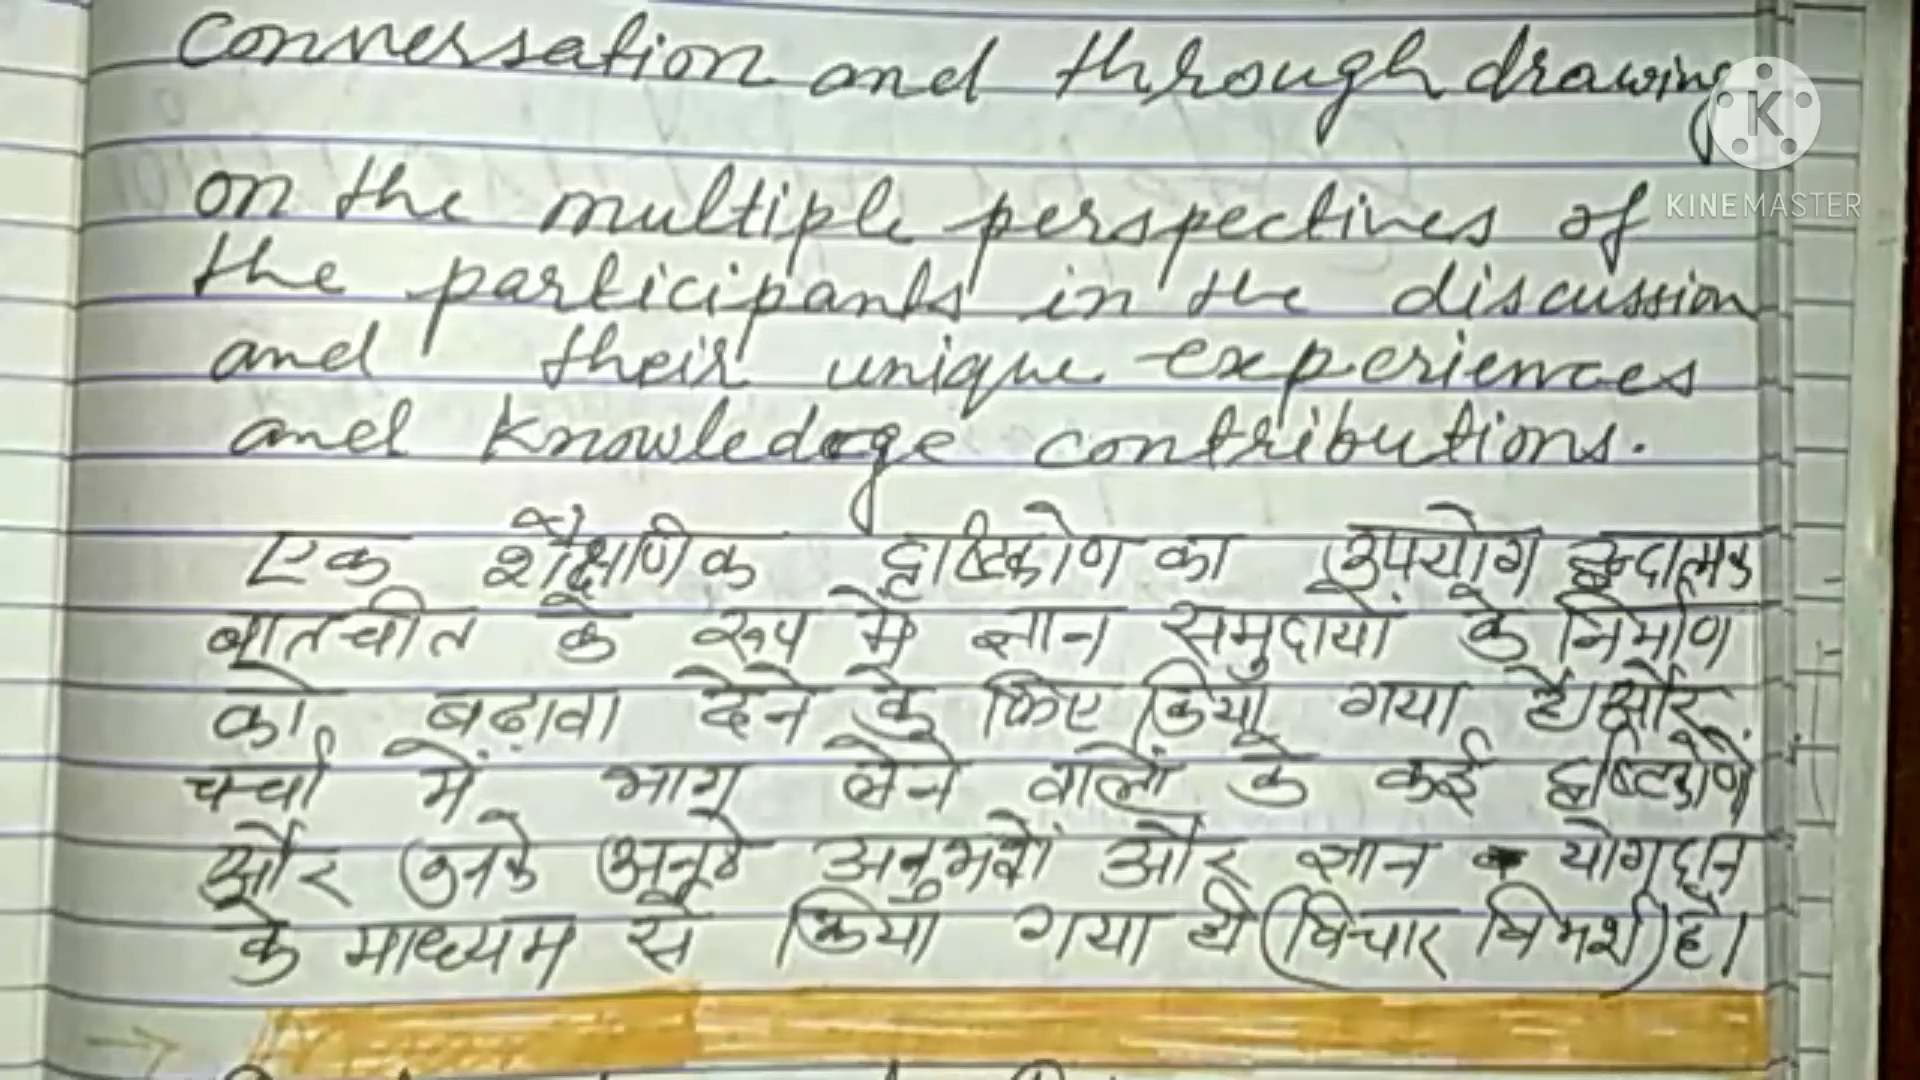 conversation and through drawing
on the multiple perspectives of
the participants in the discussion
and their unique experiences
and knowledge contributions.
एक शैक्षणिक दृष्टिकोण का उपयोग द्वन्दात्मक
बातचीत के रूप में ज्ञान समुदायों के निर्माण
को बढ़ावा देने के लिए किया गया है। और
चर्चा में भाग लेने वालों के कई दृष्टिकोणों
और उनके अनूठे अनुभवों और ज्ञान योगदान
के माध्यम से किया गया है (विचार विमर्श) है।
K
KINEMASTER